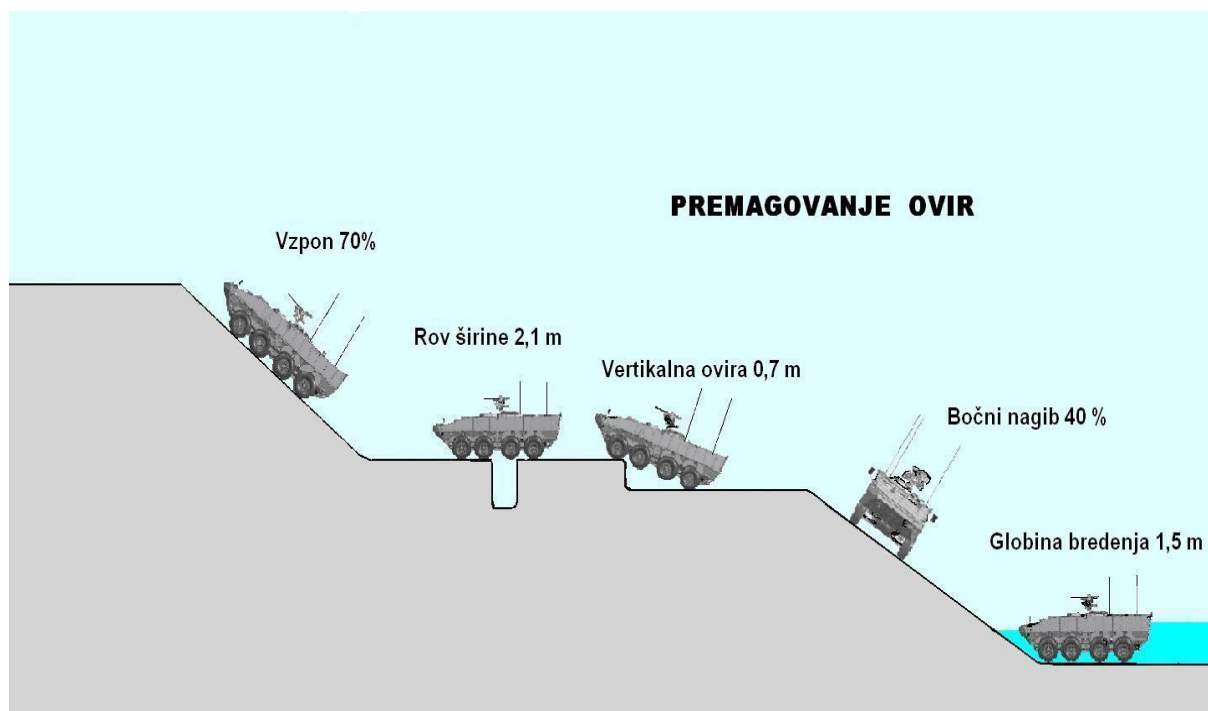 PREMAGOVANJE OVIR
Vzpon 70%
Rov širine 2,1 m
Vertikalna ovira 0,7 m
Bočni nagib 40 %
Globina bredenja 1,5 m